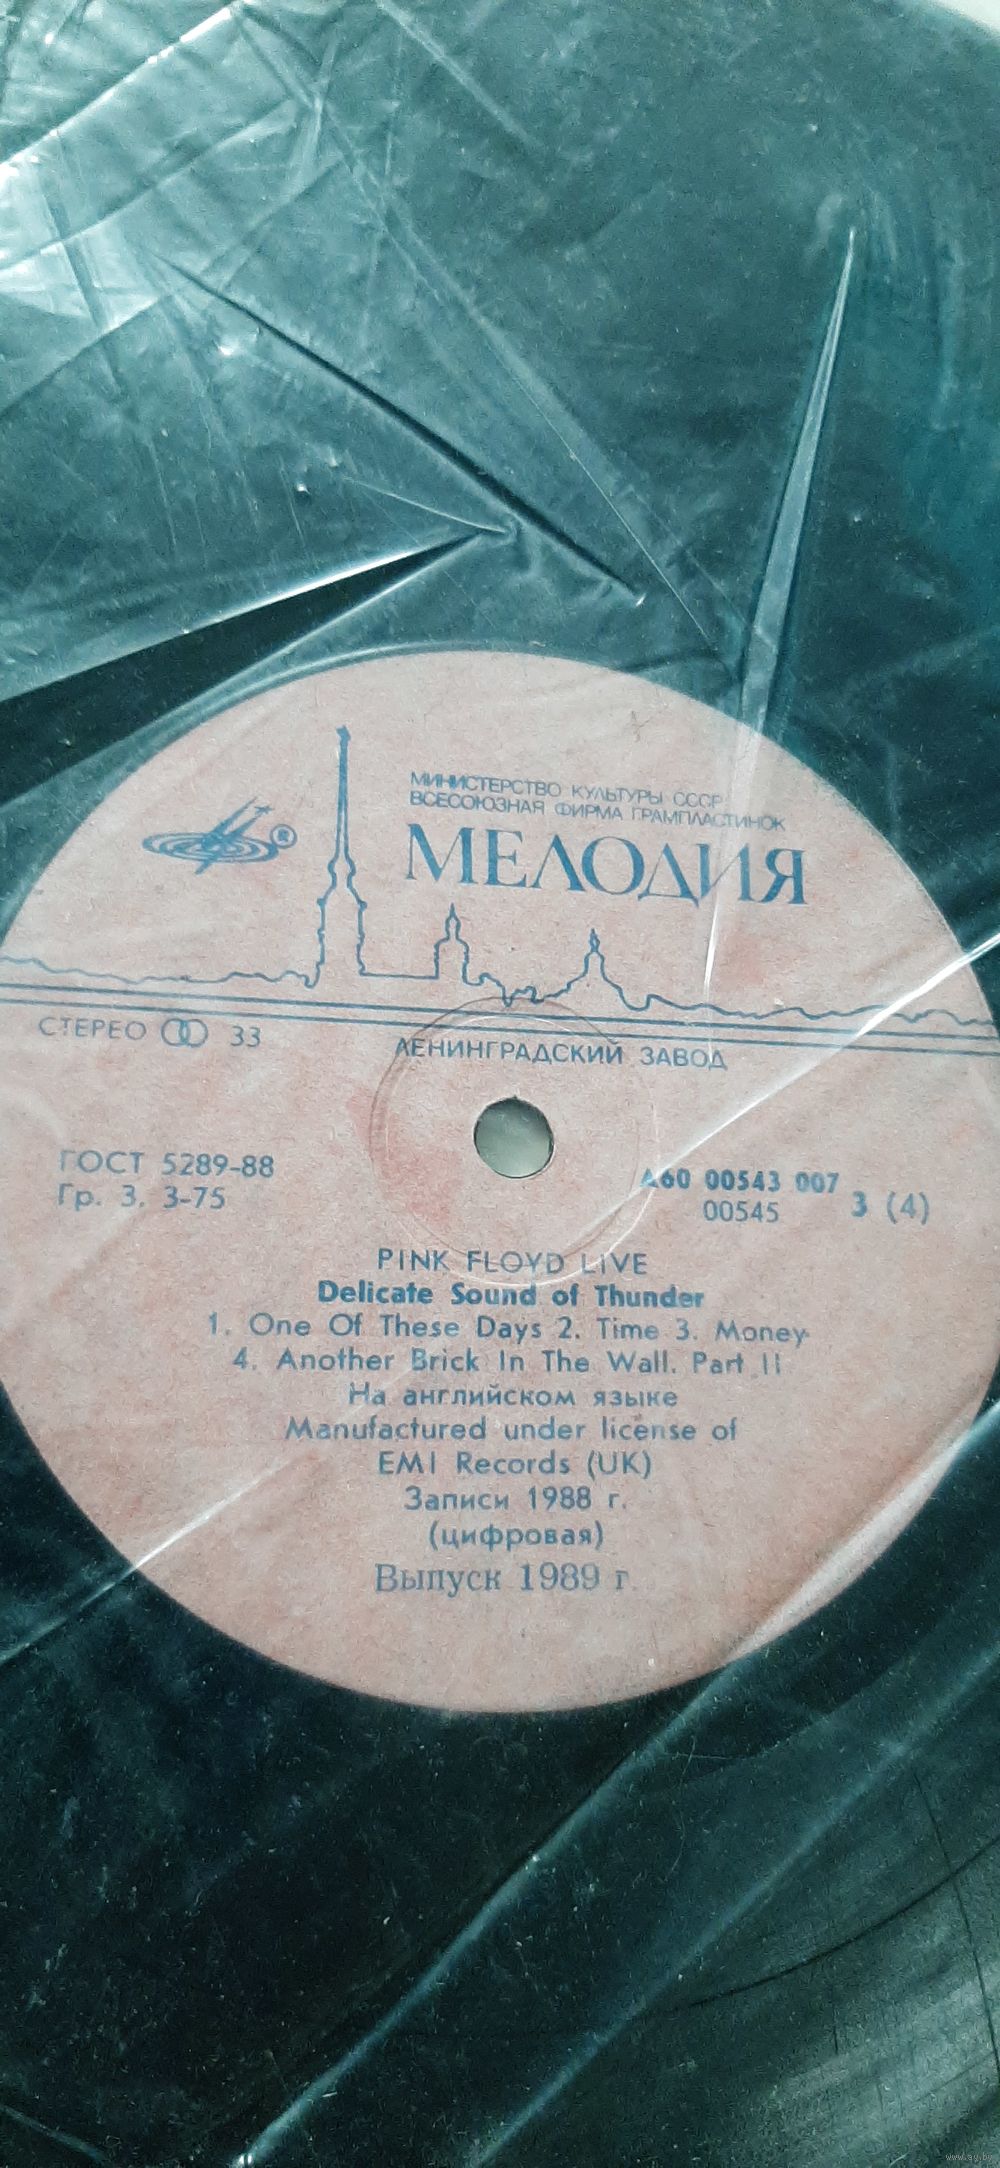 МИНИСТЕРСТВО КУЛЬТУРЫ СССР
ВСЕСОЮЗНАЯ ФИРМА ГРАМПЛАСТИНОК
®
МЕЛОДИЯ
СТЕРЕО 33
ЛЕНИНГРАДСКИЙ ЗАВОД
ГОСТ 5289-88
Гр. 3. 3-75
А60 00543 007
00545
3 (4)
PINK FLOYD LIVE
Delicate Sound of Thunder
1. One Of These Days 2. Time 3. Money
4. Another Brick In The Wall. Part II
На английском языке
Manufactured under license of
EMI Records (UK)
Записи 1988 г.
(цифровая)
Выпуск 1989 г.
www.ay.by